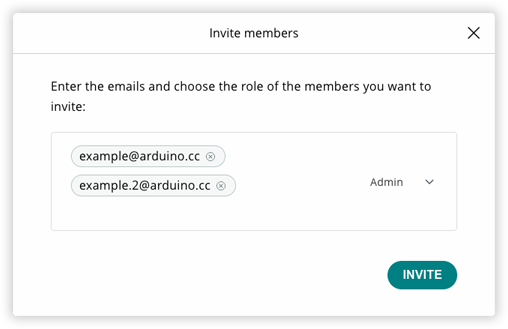 Invite members
Enter the emails and choose the role of the members you want to
invite:
example@arduino.cc
example.2@arduino.cc
Admin
INVITE